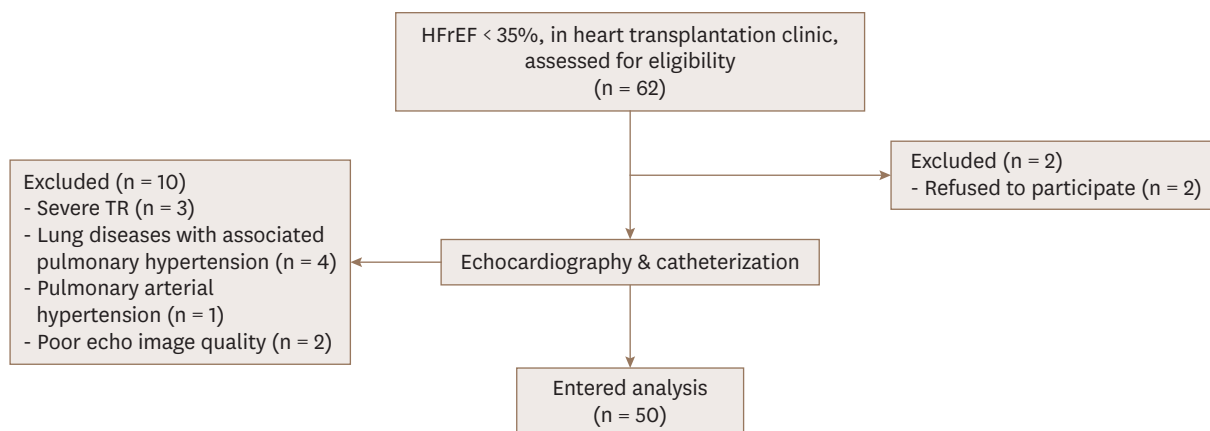 HFrEF < 35%, in heart transplantation clinic,
assessed for eligibility
(n = 62)
Excluded (n = 2)
- Refused to participate (n = 2)
Excluded (n = 10)
- Severe TR (n = 3)
- Lung diseases with associated
pulmonary hypertension (n = 4)
- Pulmonary arterial
hypertension (n = 1)
- Poor echo image quality (n = 2)
Echocardiography & catheterization
Entered analysis
(n = 50)